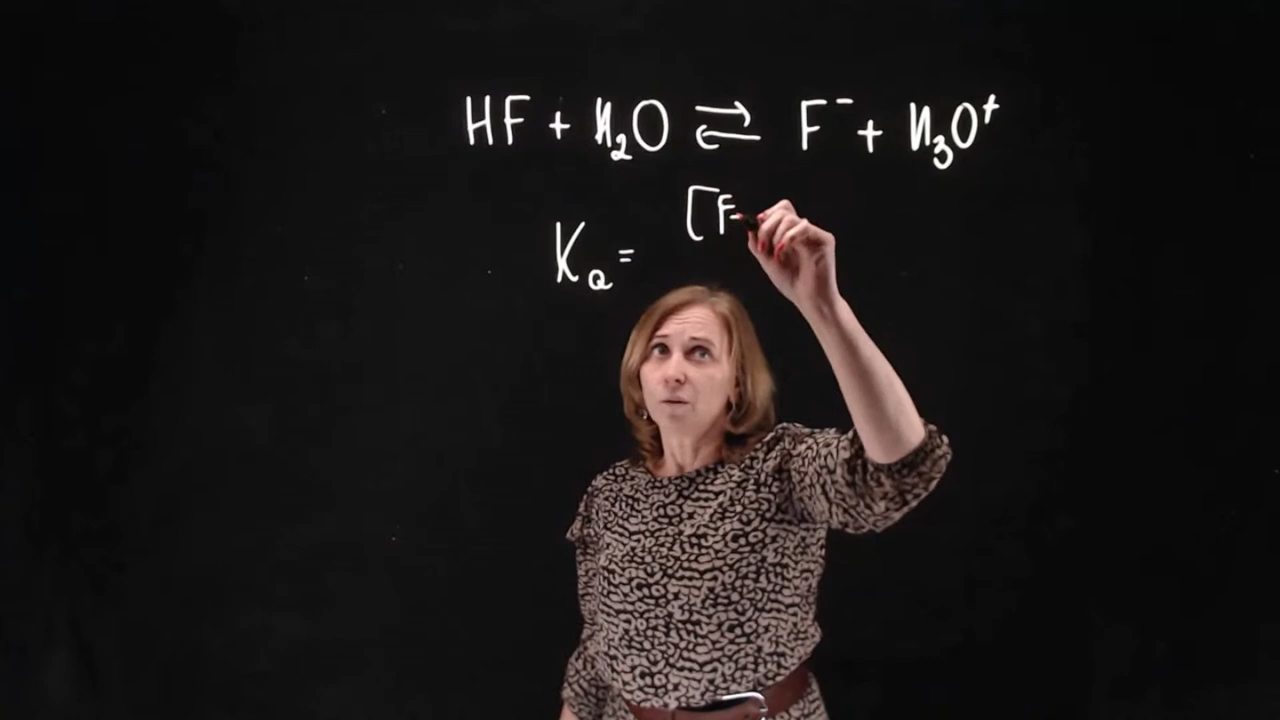 HF + H₂O ⇌ F⁻ + H₃O⁺
[F
Kₐ =